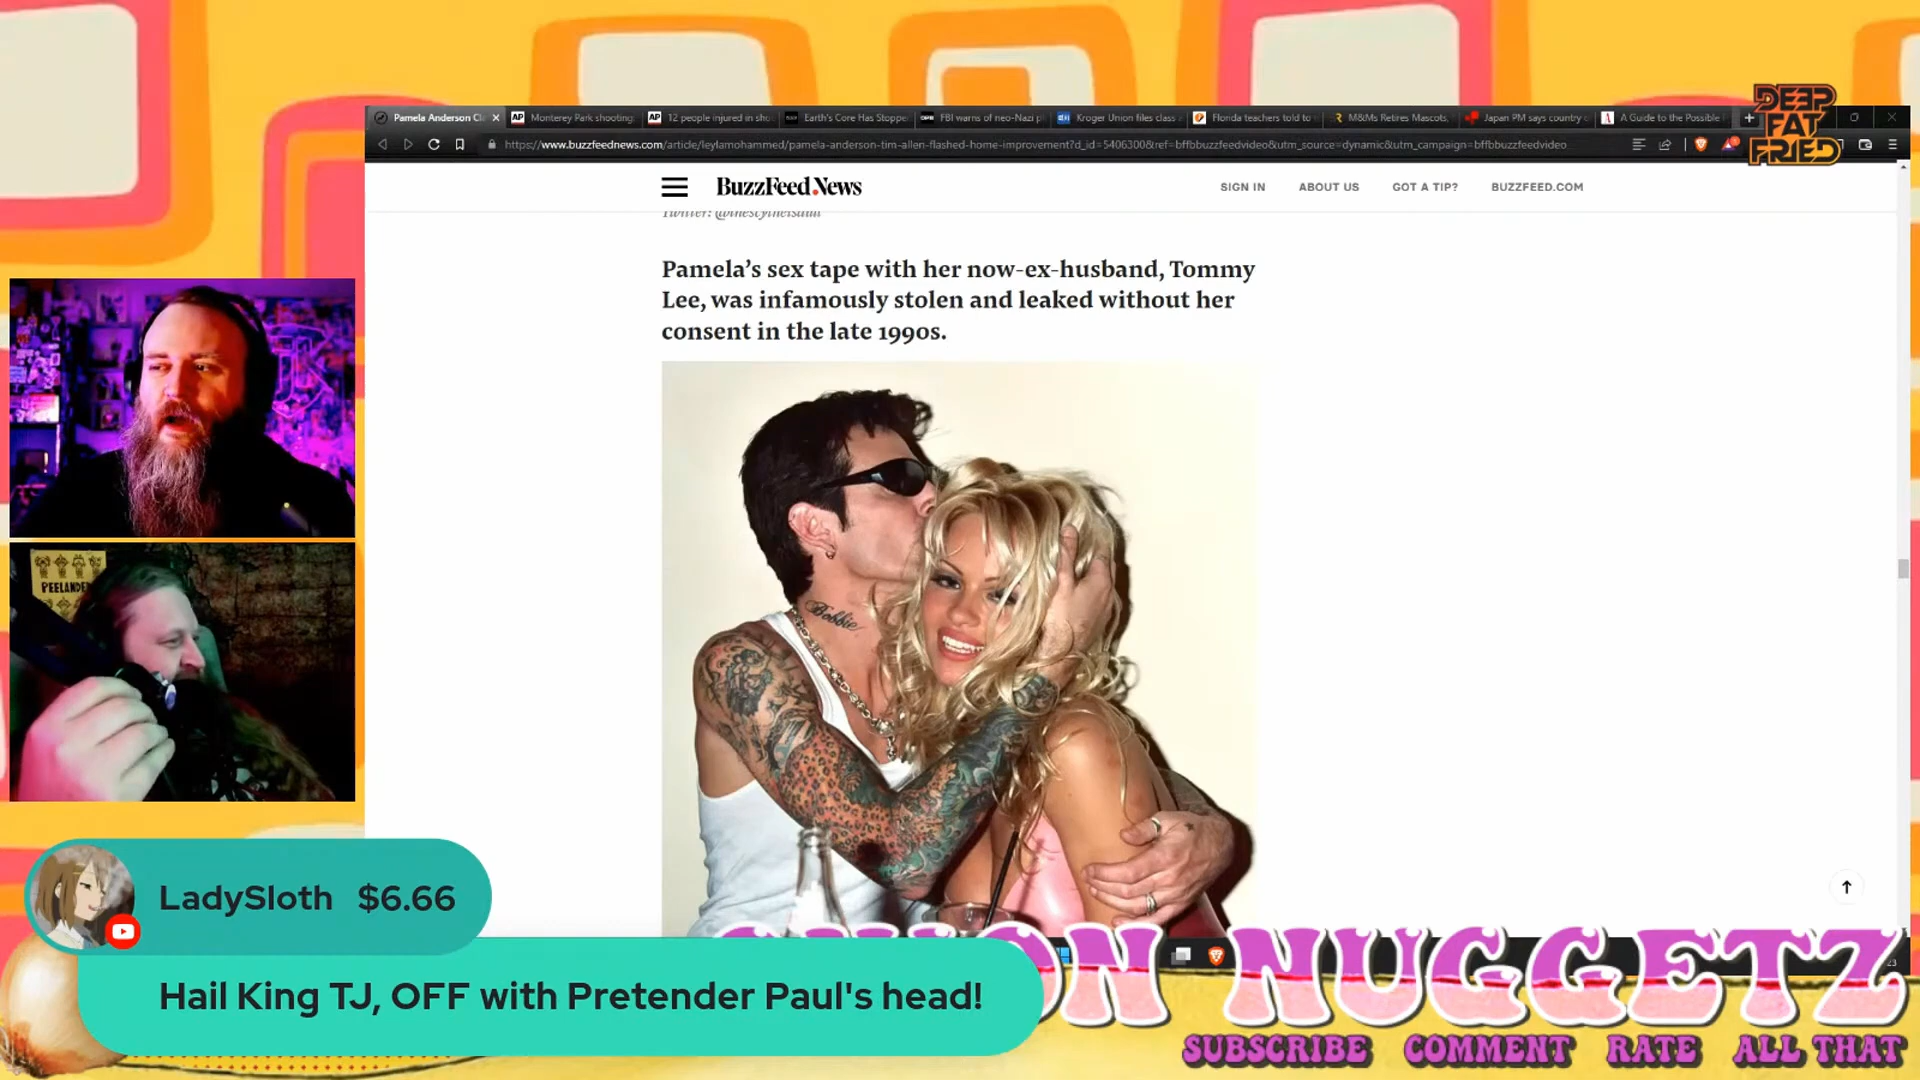 DEEP
FAT
FRIED
Pamela Anderson Cl
Monterey Park shooting
12 people injured in sho
Earth's Core Has Stoppe
FBI warns of neo-Nazi p
Kroger Union files class
Florida teachers told to
M&Ms Retires Mascots,
Japan PM says country
A Guide to the Possible
https://www.buzzfeednews.com/article/leylamohammed/pamela-anderson-tim-allen-flashed-home-improvement?d_id=5406300&ref=bffbbuzzfeedvideo&utm_source=dynamic&utm_campaign=bffbbuzzfeedvideo
BuzzFeed.News
SIGN IN
ABOUT US
GOT A TIP?
BUZZFEED.COM
Pamela’s sex tape with her now-ex-husband, Tommy
Lee, was infamously stolen and leaked without her
consent in the late 1990s.
Bobbie
PEELANDER
LadySloth $6.66
Hail King TJ, OFF with Pretender Paul's head!
ON NUGGETZ
SUBSCRIBE COMMENT RATE ALL THAT